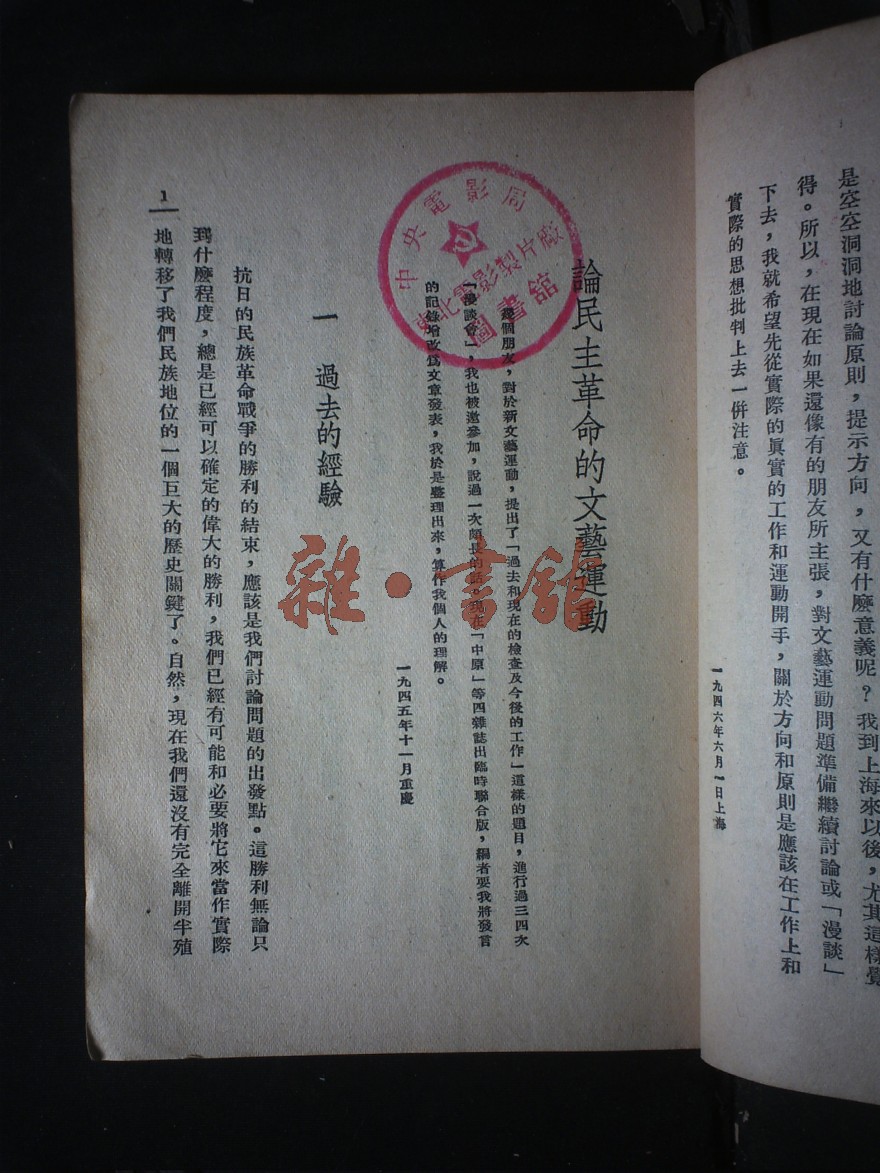 是空空洞洞地討論原則，提示方向，又有什麽意義呢？我到上海來以後，尤其這樣覺
得。所以，在現在如果還像有的朋友所主張，對文藝運動問題準備繼續討論或「漫談」
下去，我就希望先從實際的眞實的工作和運動開手，關於方向和原則是應該在工作上和
實際的思想批判上去一併注意。
一九四六年六月一日上海
論民主革命的文藝運動
幾個朋友，對於新文藝運動，提出了「過去和現在的檢查及今後的工作」這樣的題目，進行過三四次
「漫談會」，我也被邀參加，說過一次頗長的話。現在「中原」等四雜誌出臨時聯合版，編者要我將發言
的記錄增改爲文章發表，我於是整理出來，算作我個人的理解。
一九四五年十一月重慶
一 過去的經驗
抗日的民族革命戰爭的勝利的結束，應該是我們討論問題的出發點。這勝利無論只
到什麽程度，總是已經可以確定的偉大的勝利，我們已經有可能和必要將它來當作實際
地轉移了我們民族地位的一個巨大的歷史關鍵了。自然，現在我們還沒有完全離開半殖
1
中央電影局
東北電影製片廠
圖書館
雜·書館